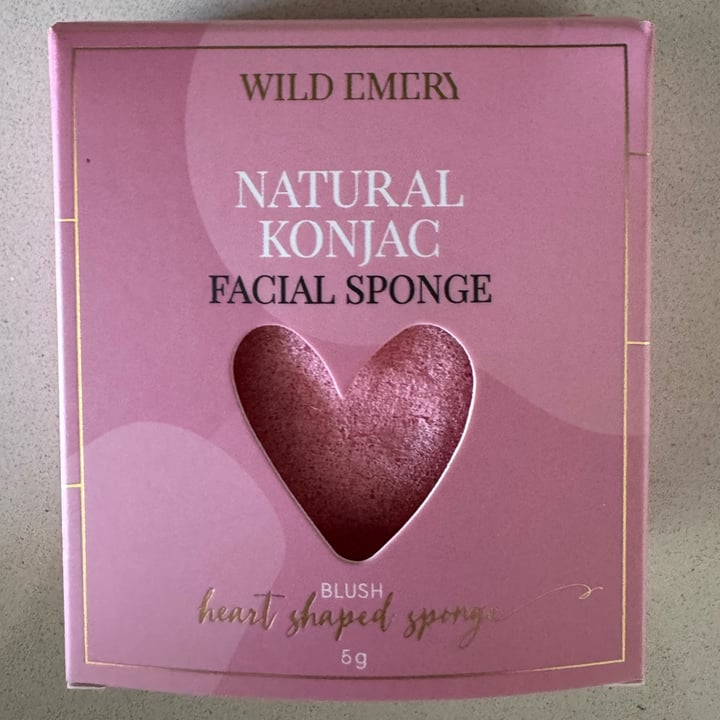 WILD EMERY
NATURAL
KONJAC
FACIAL SPONGE
BLUSH
heart shaped sponge
5g